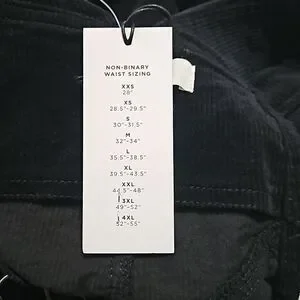 NON-BINARY
WAIST SIZING
XXS
28"
XS
28.5"-29.5"
S
30"-31.5"
M
32"-34"
L
35.5"-38.5"
XL
39.5"-43.5"
XXL
44.5"-48"
3XL
49"-52"
4XL
52"-55"